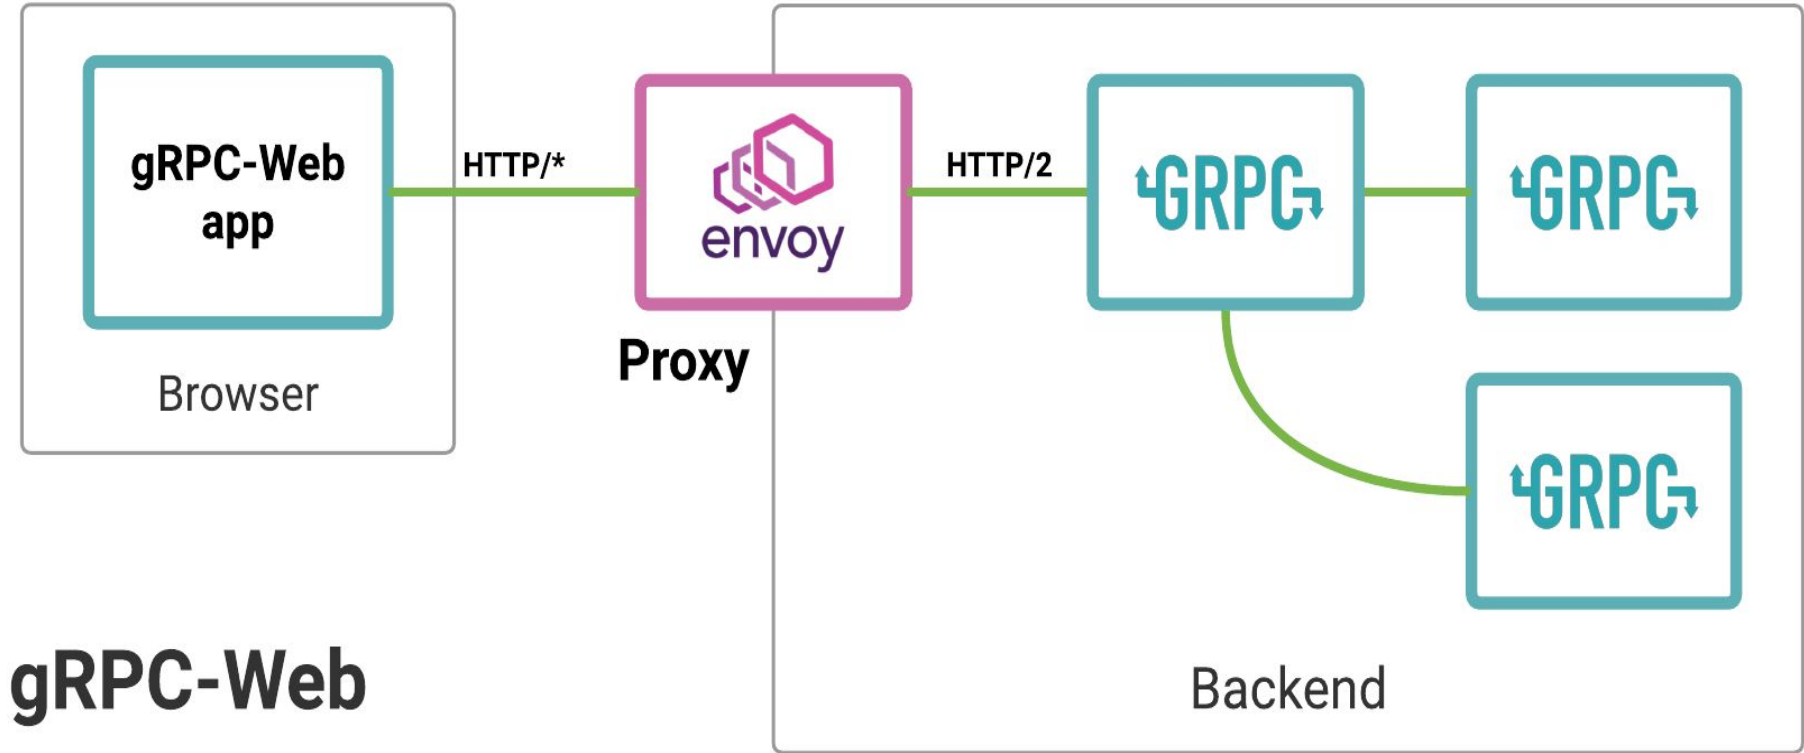 gRPC-Web
app
Browser
HTTP/*
envoy
Proxy
HTTP/2
GRPC
GRPC
GRPC
Backend
gRPC-Web